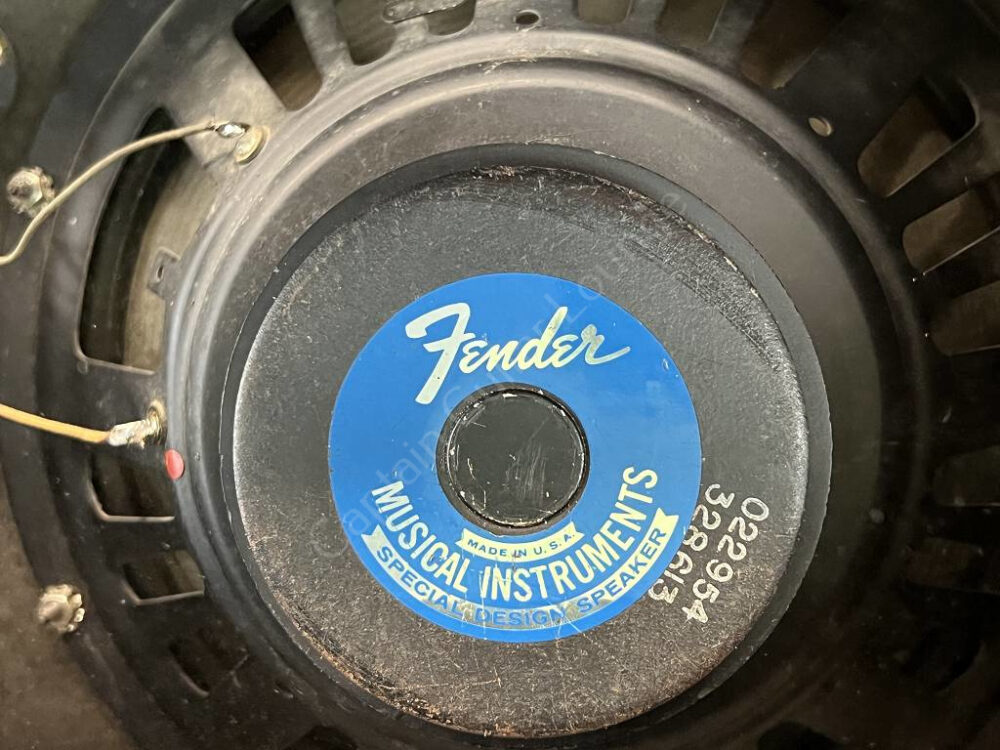 Fender
MADE IN U.S.A.
MUSICAL INSTRUMENTS
SPECIAL DESIGN SPEAKER
022954
328613